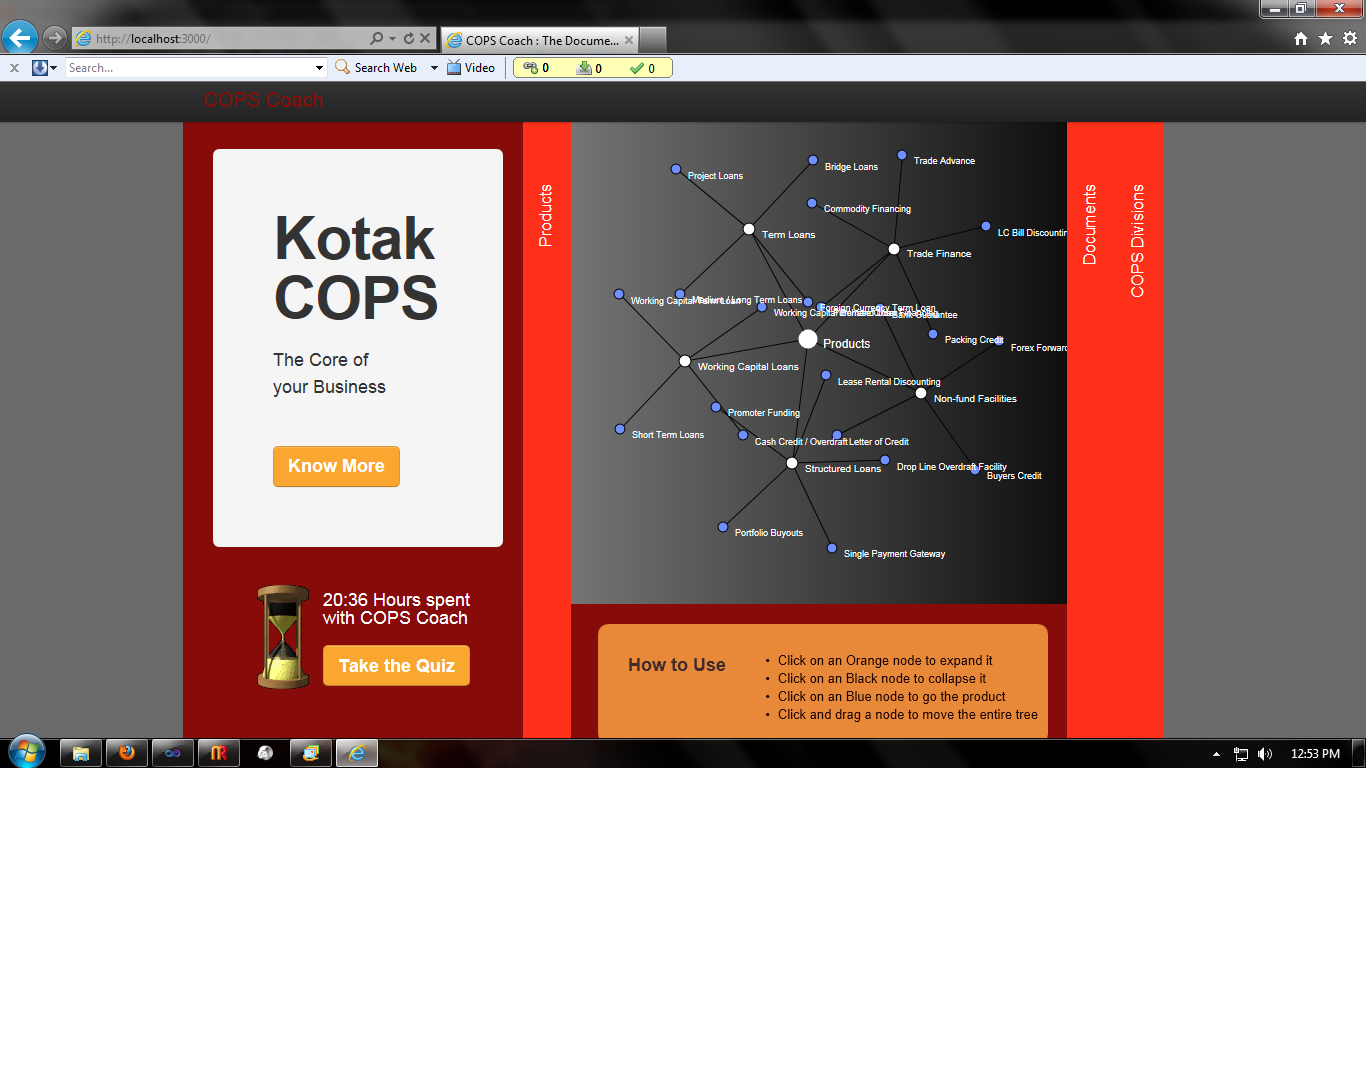 http://localhost:3000/
COPS Coach : The Docume...
Search...
Search Web
Video
0
0
0
COPS Coach
Kotak
COPS
The Core of
your Business
Know More
20:36 Hours spent
with COPS Coach
Take the Quiz
Products
Project Loans
Bridge Loans
Trade Advance
Commodity Financing
Term Loans
LC Bill Discountin
Trade Finance
Working Capital Term Loan
Medium / Long Term Loans
Foreign Currency Term Loan
Working Capital Demand Loan
Bank Guarantee
Products
Packing Credit
Forex Forward
Working Capital Loans
Lease Rental Discounting
Non-fund Facilities
Promoter Funding
Short Term Loans
Cash Credit / Overdraft
Letter of Credit
Structured Loans
Drop Line Overdraft Facility
Buyers Credit
Portfolio Buyouts
Single Payment Gateway
How to Use
• Click on an Orange node to expand it
• Click on an Black node to collapse it
• Click on an Blue node to go the product
• Click and drag a node to move the entire tree
Documents
COPS Divisions
12:53 PM